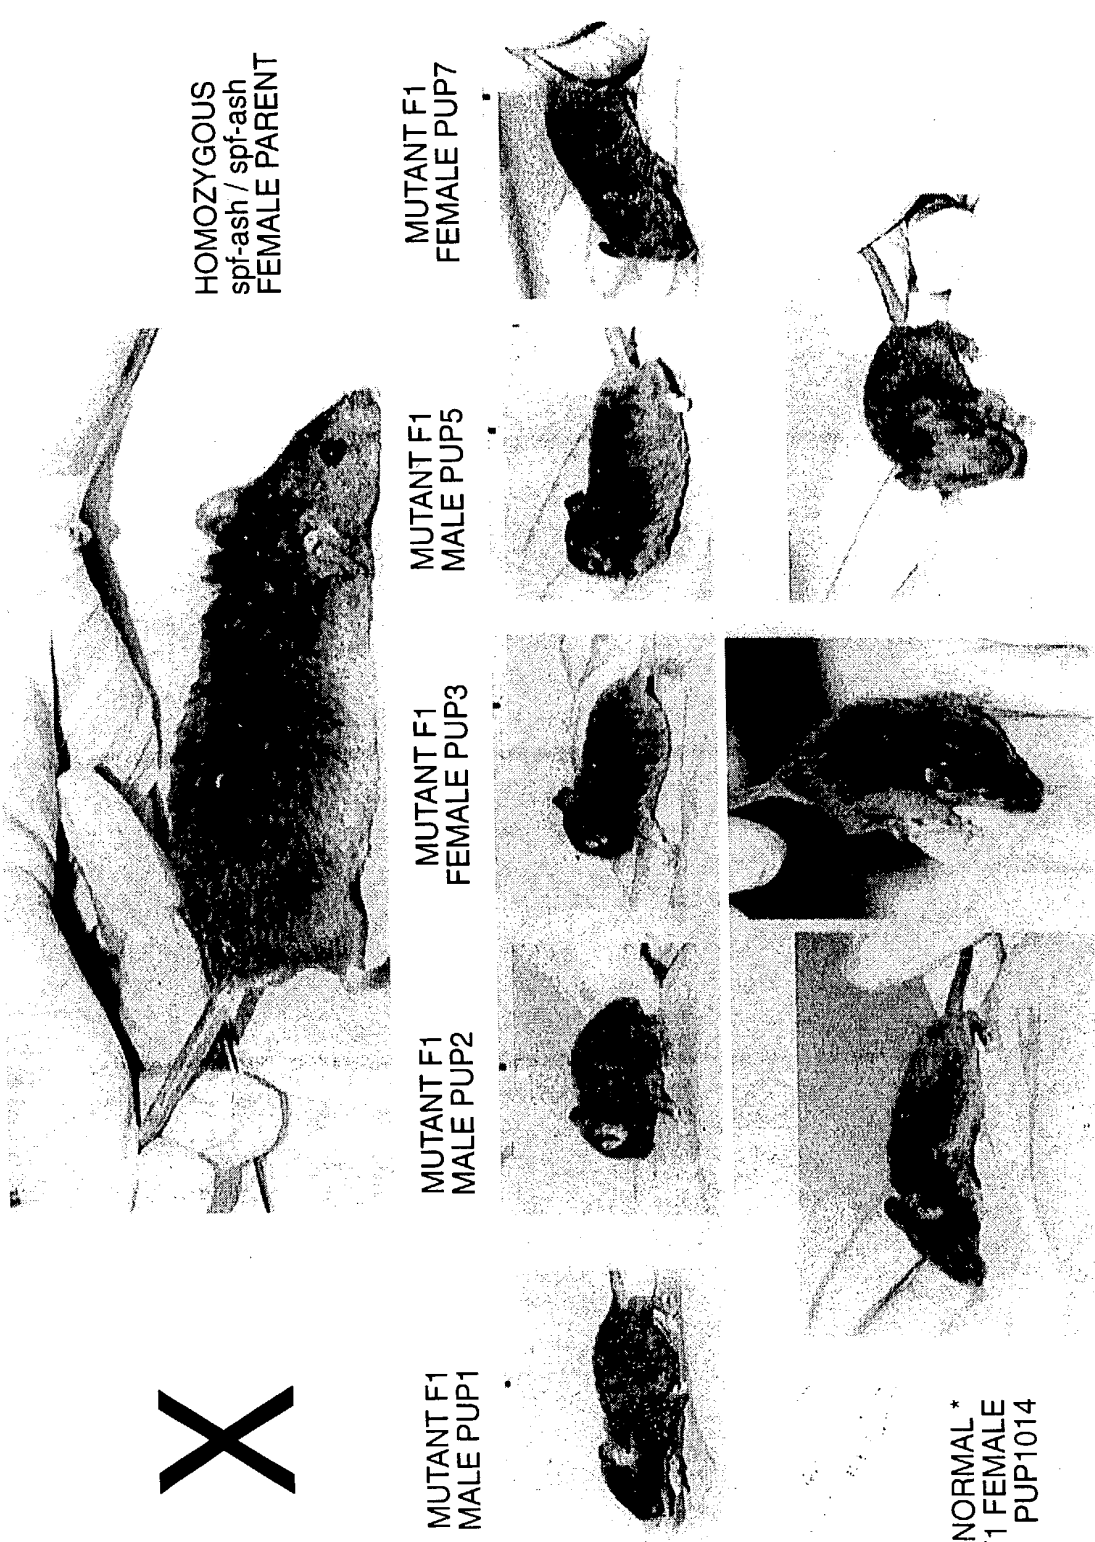 X
HOMOZYGOUS
spf-ash / spf-ash
FEMALE PARENT
MUTANT F1
MALE PUP1
MUTANT F1
MALE PUP2
MUTANT F1
FEMALE PUP3
MUTANT F1
MALE PUP5
MUTANT F1
FEMALE PUP7
NORMAL *
1 FEMALE
PUP1014